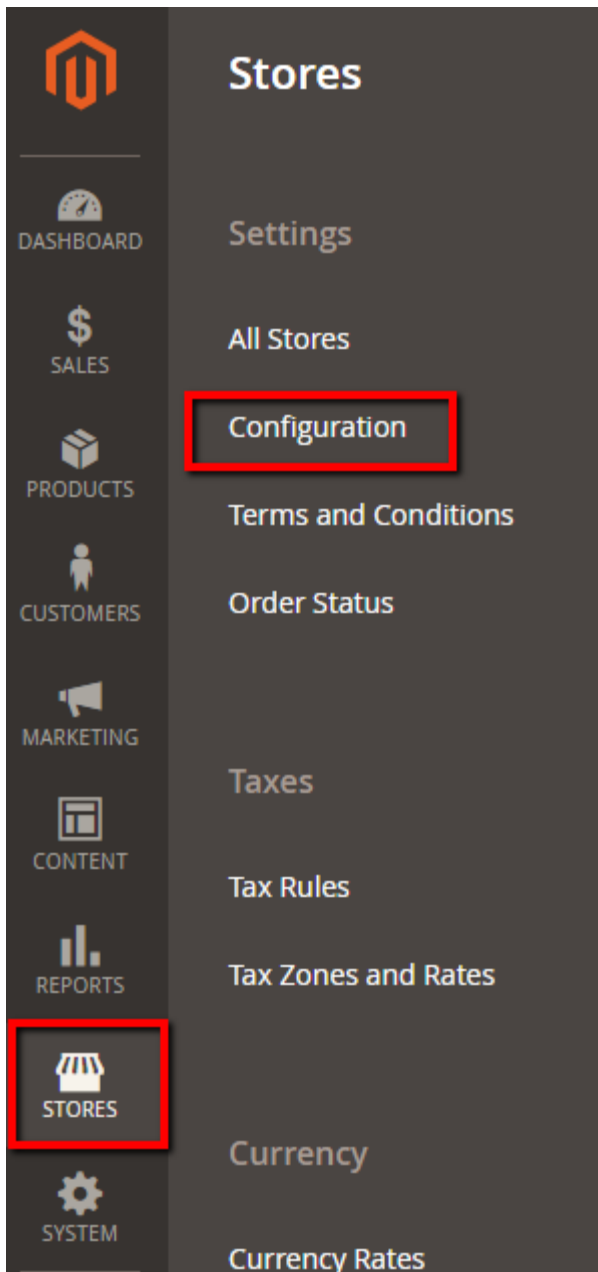 DASHBOARD
SALES
PRODUCTS
CUSTOMERS
MARKETING
CONTENT
REPORTS
STORES
SYSTEM
Stores
Settings
All Stores
Configuration
Terms and Conditions
Order Status
Taxes
Tax Rules
Tax Zones and Rates
Currency
Currency Rates